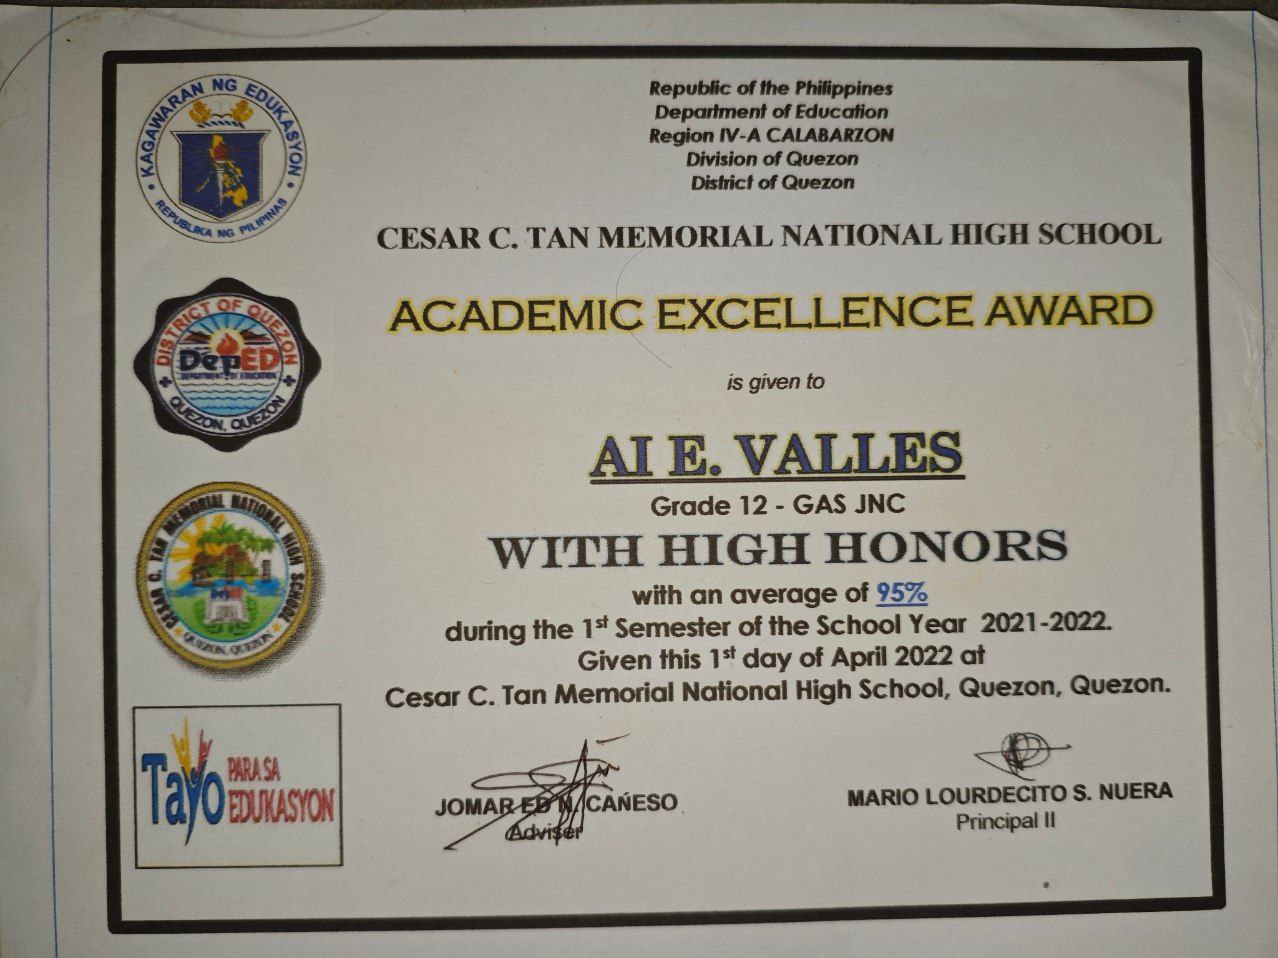 Republic of the Philippines
Department of Education
Region IV-A CALABARZON
Division of Quezon
District of Quezon
CESAR C. TAN MEMORIAL NATIONAL HIGH SCHOOL
ACADEMIC EXCELLENCE AWARD
is given to
AI E. VALLES
Grade 12 - GAS JNC
WITH HIGH HONORS
with an average of 95%
during the 1st Semester of the School Year 2021-2022.
Given this 1st day of April 2022 at
Cesar C. Tan Memorial National High School, Quezon, Quezon.
JOMAR ED N. CAŃESO
Adviser
MARIO LOURDECITO S. NUERA
Principal II
KAGAWARAN NG EDUKASYON
REPUBLIKA NG PILIPINAS
DISTRICT OF QUEZON
DepED
DEPARTMENT OF EDUCATION
QUEZON, QUEZON
CESAR C. TAN MEMORIAL NATIONAL HIGH SCHOOL
DepED
QUEZON, QUEZON
Tayo PARA SA
EDUKASYON